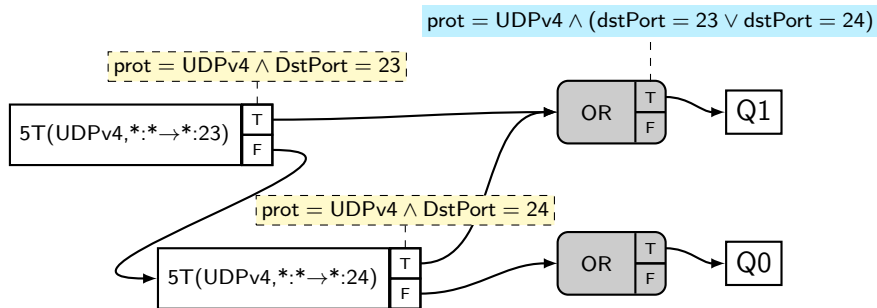 prot = UDPv4 ∧ (dstPort = 23 ∨ dstPort = 24)
prot = UDPv4 ∧ DstPort = 23
5T(UDPv4,*:*→*:23)
T
F
OR
T
F
Q1
prot = UDPv4 ∧ DstPort = 24
5T(UDPv4,*:*→*:24)
T
F
OR
T
F
Q0